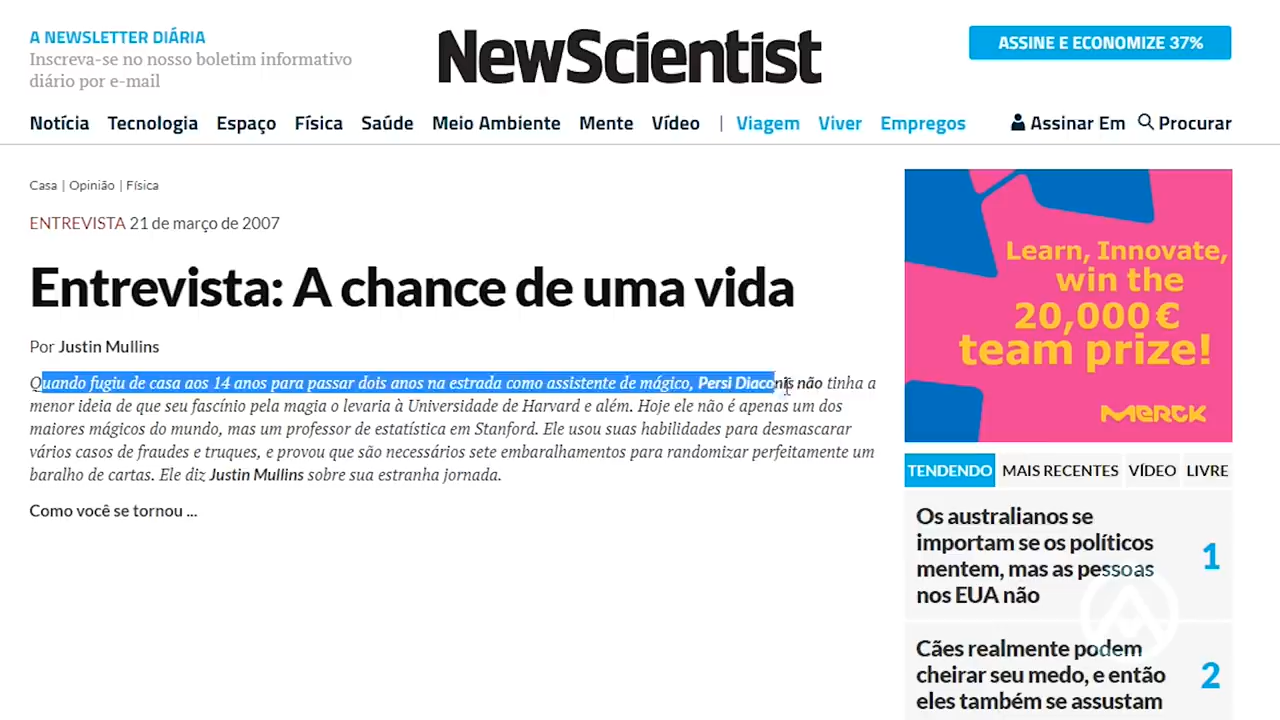 A NEWSLETTER DIÁRIA
Inscreva-se no nosso boletim informativo
diário por e-mail
NewScientist
ASSINE E ECONOMIZE 37%
Notícia Tecnologia Espaço Física Saúde Meio Ambiente Mente Vídeo | Viagem Viver Empregos Assinar Em Procurar
Casa | Opinião | Física
ENTREVISTA 21 de março de 2007
Entrevista: A chance de uma vida
Por Justin Mullins
Quando fugiu de casa aos 14 anos para passar dois anos na estrada como assistente de mágico, Persi Diaconis não tinha a
menor ideia de que seu fascínio pela magia o levaria à Universidade de Harvard e além. Hoje ele não é apenas um dos
maiores mágicos do mundo, mas um professor de estatística em Stanford. Ele usou suas habilidades para desmascarar
vários casos de fraudes e truques, e provou que são necessários sete embaralhamentos para randomizar perfeitamente um
baralho de cartas. Ele diz Justin Mullins sobre sua estranha jornada.
Como você se tornou ...
Learn, Innovate,
win the
20,000 €
team prize!
MERCK
TENDENDO MAIS RECENTES VÍDEO LIVRE
Os australianos se
importam se os políticos
mentem, mas as pessoas
nos EUA não
1
Cães realmente podem
cheirar seu medo, e então
eles também se assustam
2